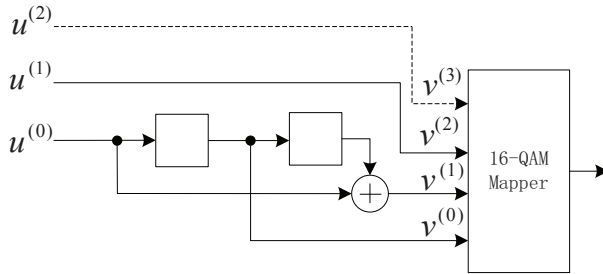 u^{(2)}
u^{(1)}
u^{(0)}
v^{(3)}
v^{(2)}
v^{(1)}
v^{(0)}
16-QAM
Mapper